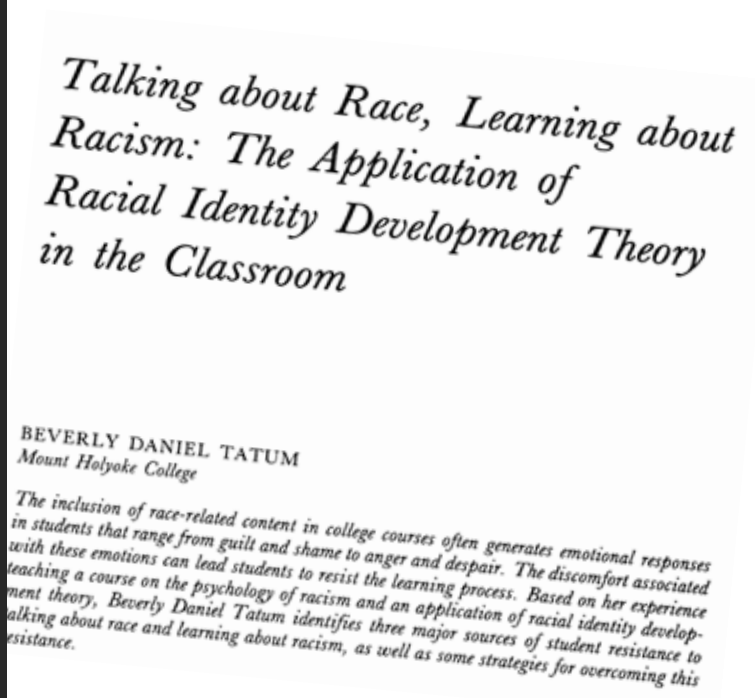 Talking about Race, Learning about
Racism: The Application of
Racial Identity Development Theory
in the Classroom
BEVERLY DANIEL TATUM
Mount Holyoke College
The inclusion of race-related content in college courses often generates emotional responses
in students that range from guilt and shame to anger and despair. The discomfort associated
with these emotions can lead students to resist the learning process. Based on her experience
teaching a course on the psychology of racism and an application of racial identity develop-
ment theory, Beverly Daniel Tatum identifies three major sources of student resistance to
alking about race and learning about racism, as well as some strategies for overcoming this
esistance.